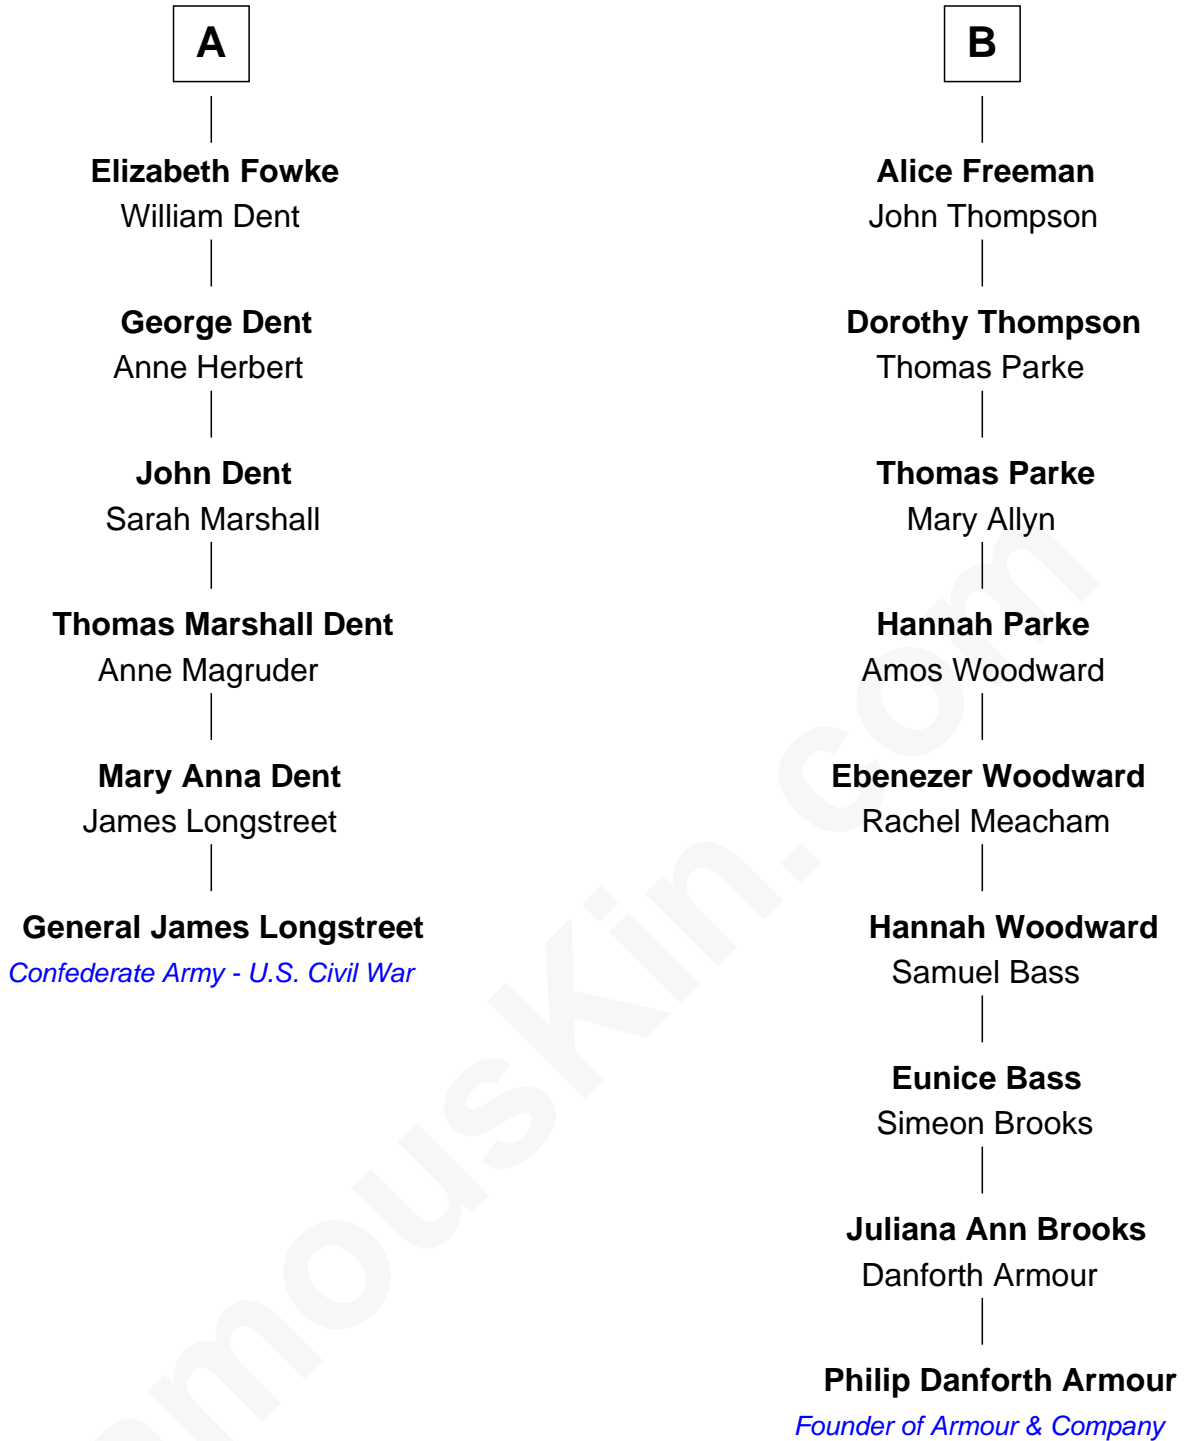 A
Elizabeth Fowke
William Dent
George Dent
Anne Herbert
John Dent
Sarah Marshall
Thomas Marshall Dent
Anne Magruder
Mary Anna Dent
James Longstreet
General James Longstreet
Confederate Army - U.S. Civil War
B
Alice Freeman
John Thompson
Dorothy Thompson
Thomas Parke
Thomas Parke
Mary Allyn
Hannah Parke
Amos Woodward
Ebenezer Woodward
Rachel Meacham
Hannah Woodward
Samuel Bass
Eunice Bass
Simeon Brooks
Juliana Ann Brooks
Danforth Armour
Philip Danforth Armour
Founder of Armour & Company
amouskin.com